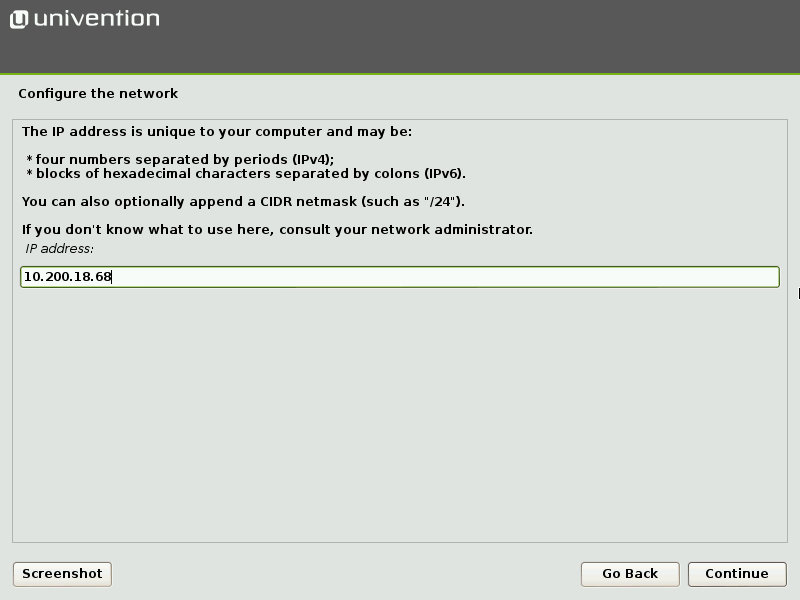 univention
Configure the network
The IP address is unique to your computer and may be:
* four numbers separated by periods (IPv4);
* blocks of hexadecimal characters separated by colons (IPv6).
You can also optionally append a CIDR netmask (such as "/24").
If you don't know what to use here, consult your network administrator.
IP address:
10.200.18.68
Screenshot
Go Back
Continue